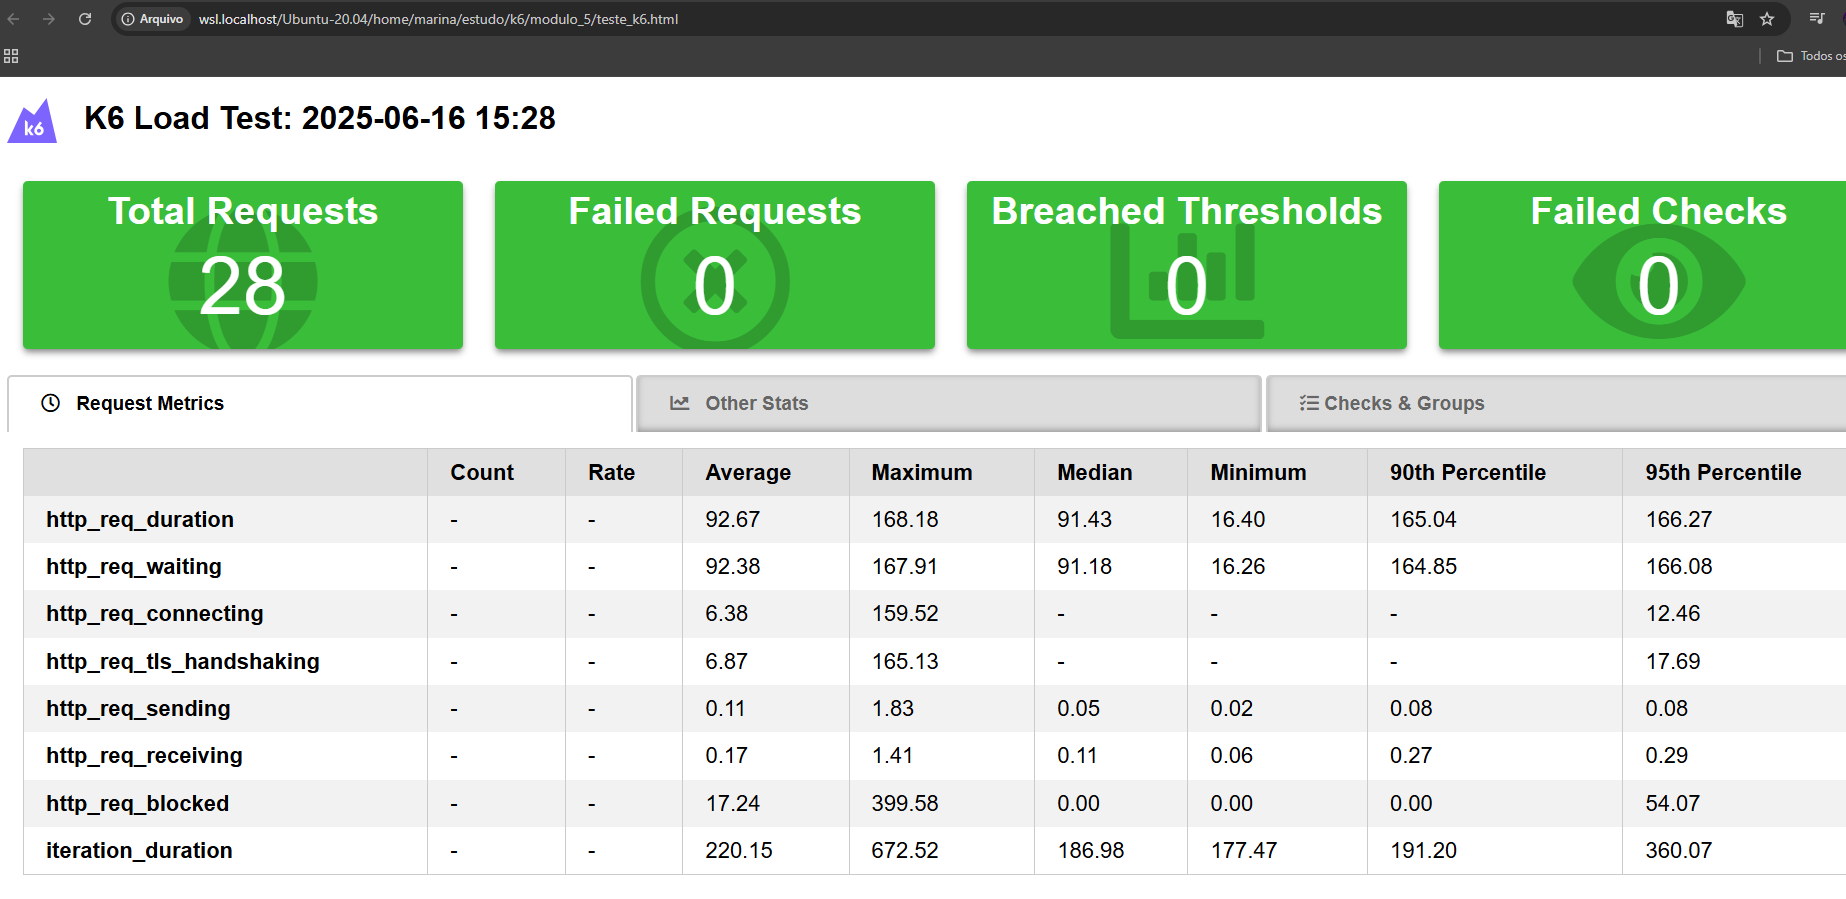 Arquivo wsl.localhost/Ubuntu-20.04/home/marina/estudo/k6/modulo_5/teste_k6.html
Todos os
k6 K6 Load Test: 2025-06-16 15:28
Total Requests Failed Requests Breached Thresholds Failed Checks
28 0 0 0
Request Metrics Other Stats Checks & Groups
Count Rate Average Maximum Median Minimum 90th Percentile 95th Percentile
http_req_duration - - 92.67 168.18 91.43 16.40 165.04 166.27
http_req_waiting - - 92.38 167.91 91.18 16.26 164.85 166.08
http_req_connecting - - 6.38 159.52 - - - 12.46
http_req_tls_handshaking - - 6.87 165.13 - - - 17.69
http_req_sending - - 0.11 1.83 0.05 0.02 0.08 0.08
http_req_receiving - - 0.17 1.41 0.11 0.06 0.27 0.29
http_req_blocked - - 17.24 399.58 0.00 0.00 0.00 54.07
iteration_duration - - 220.15 672.52 186.98 177.47 191.20 360.07